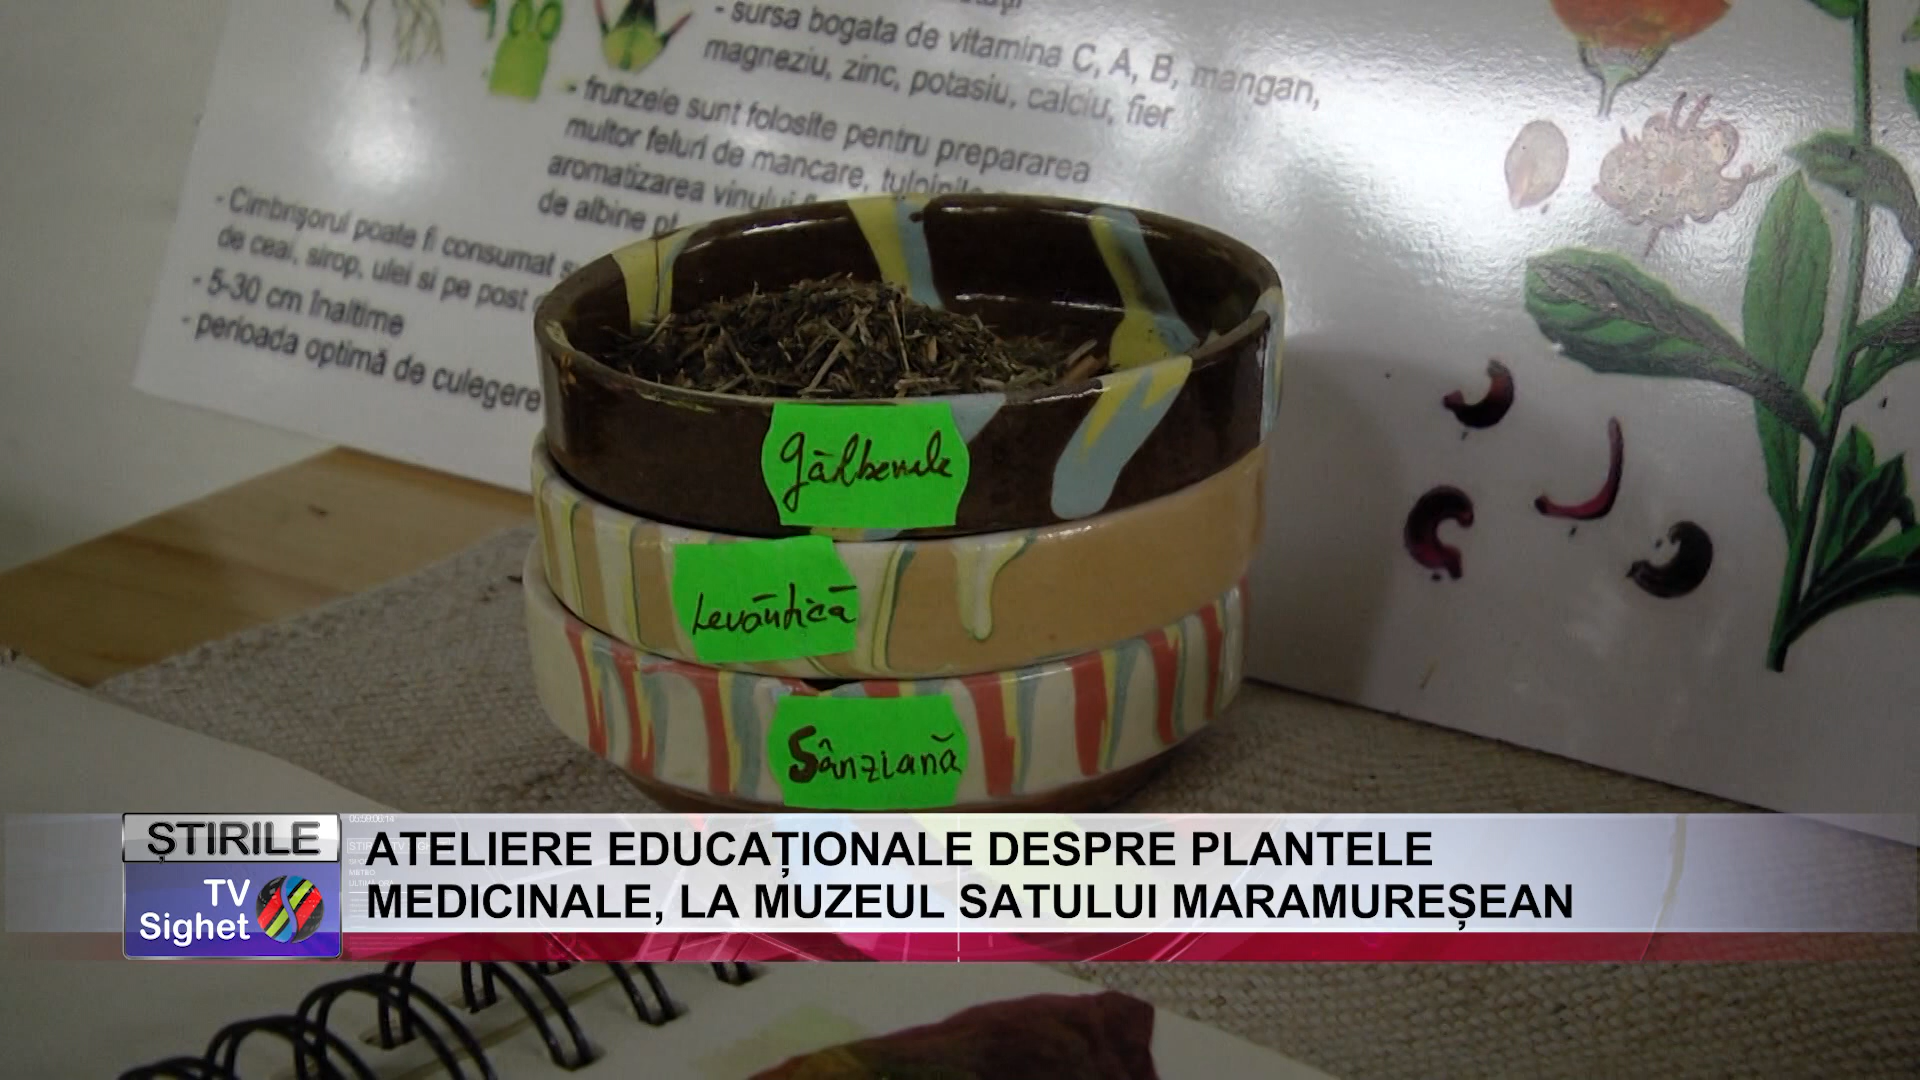 - sursa bogata de vitamina C, A, B, mangan,
magneziu, zinc, potasiu, calciu, fier
- frunzele sunt folosite pentru prepararea
multor feluri de mancare,
aromatizarea vinului
de albine pt
- Cimbrișorul poate fi consumat
de ceai, sirop, ulei si pe post
- 5-30 cm înaltime
- perioada optimă de culegere
Gălbenele
Levănțică
Sânziană
ȘTIRILE
TV
Sighet
ATELIERE EDUCAȚIONALE DESPRE PLANTELE
MEDICINALE, LA MUZEUL SATULUI MARAMUREȘEAN